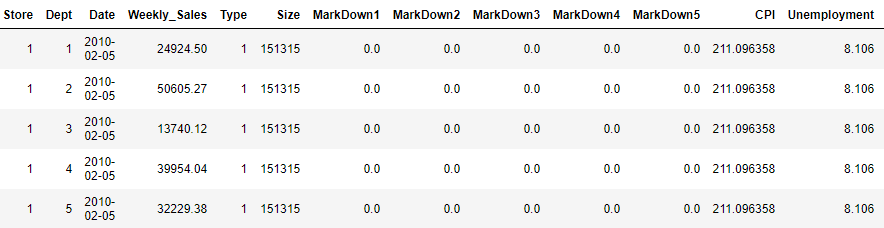 Store Dept Date Weekly_Sales Type Size MarkDown1 MarkDown2 MarkDown3 MarkDown4 MarkDown5 CPI Unemployment
1 1 2010-02-05 24924.50 1 151315 0.0 0.0 0.0 0.0 0.0 211.096358 8.106
1 2 2010-02-05 50605.27 1 151315 0.0 0.0 0.0 0.0 0.0 211.096358 8.106
1 3 2010-02-05 13740.12 1 151315 0.0 0.0 0.0 0.0 0.0 211.096358 8.106
1 4 2010-02-05 39954.04 1 151315 0.0 0.0 0.0 0.0 0.0 211.096358 8.106
1 5 2010-02-05 32229.38 1 151315 0.0 0.0 0.0 0.0 0.0 211.096358 8.106